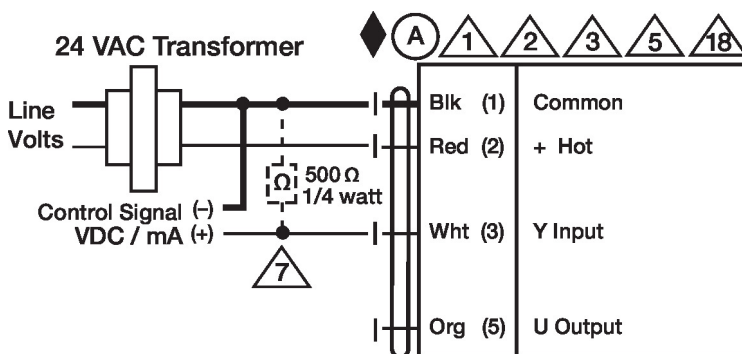 24 VAC Transformer
A 1 2 3 5 18
Line
Volts
Blk (1) Common
Red (2) + Hot
Ω 500 Ω
1/4 watt
Control Signal (–)
VDC / mA (+)
Wht (3) Y Input
7
Org (5) U Output